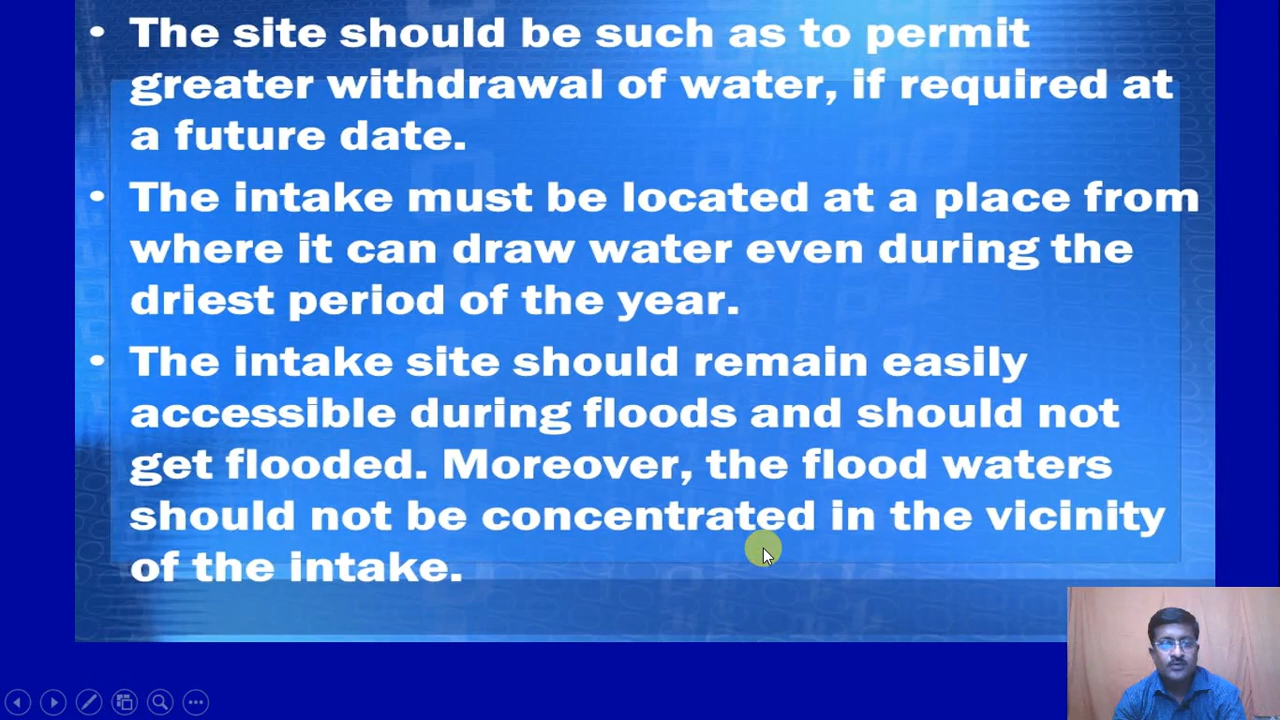 • The site should be such as to permit
greater withdrawal of water, if required at
a future date.
• The intake must be located at a place from
where it can draw water even during the
driest period of the year.
• The intake site should remain easily
accessible during floods and should not
get flooded. Moreover, the flood waters
should not be concentrated in the vicinity
of the intake.